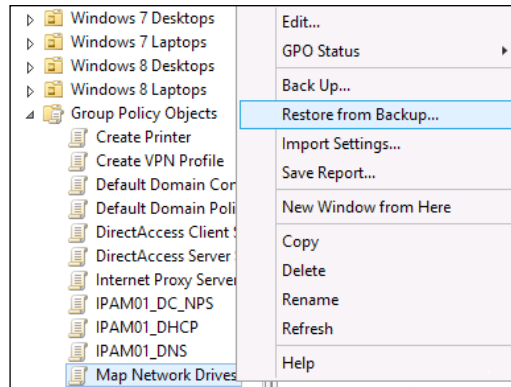 Windows 7 Desktops
Windows 7 Laptops
Windows 8 Desktops
Windows 8 Laptops
Group Policy Objects
Create Printer
Create VPN Profile
Default Domain Con
Default Domain Poli
DirectAccess Client
DirectAccess Server
Internet Proxy Server
IPAM01_DC_NPS
IPAM01_DHCP
IPAM01_DNS
Map Network Drives
Edit...
GPO Status
Back Up...
Restore from Backup...
Import Settings...
Save Report...
New Window from Here
Copy
Delete
Rename
Refresh
Help